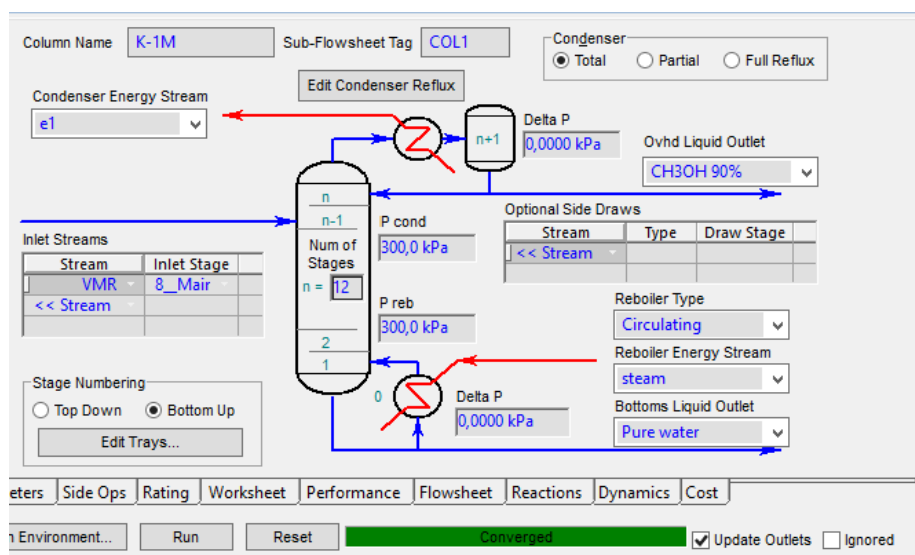 Column Name K-1M Sub-Flowsheet Tag COL1 Condenser
Total Partial Full Reflux
Edit Condenser Reflux
Condenser Energy Stream
e1
n+1
Delta P
0,0000 kPa
Ovhd Liquid Outlet
CH3OH 90%
n
n-1
Num of
Stages
n = 12
2
1
P cond
300,0 kPa
P reb
300,0 kPa
Optional Side Draws
Stream Type Draw Stage
<< Stream
Inlet Streams
Stream Inlet Stage
VMR 8__Mair
<< Stream
Reboiler Type
Circulating
Reboiler Energy Stream
steam
Bottoms Liquid Outlet
Pure water
0
Delta P
0,0000 kPa
Stage Numbering
Top Down Bottom Up
Edit Trays...
eters Side Ops Rating Worksheet Performance Flowsheet Reactions Dynamics Cost
n Environment... Run Reset Converged Update Outlets Ignored